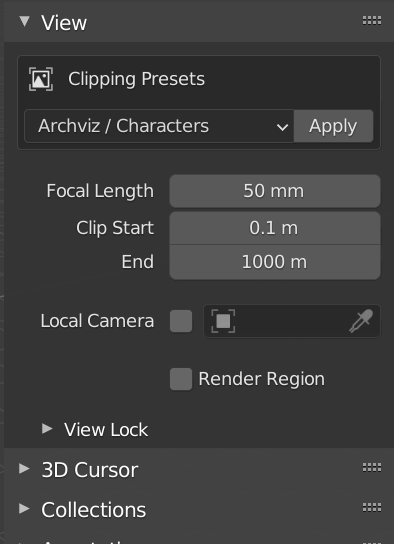 View
Clipping Presets
Archviz / Characters Apply
Focal Length 50 mm
Clip Start 0.1 m
End 1000 m
Local Camera
Render Region
View Lock
3D Cursor
Collections